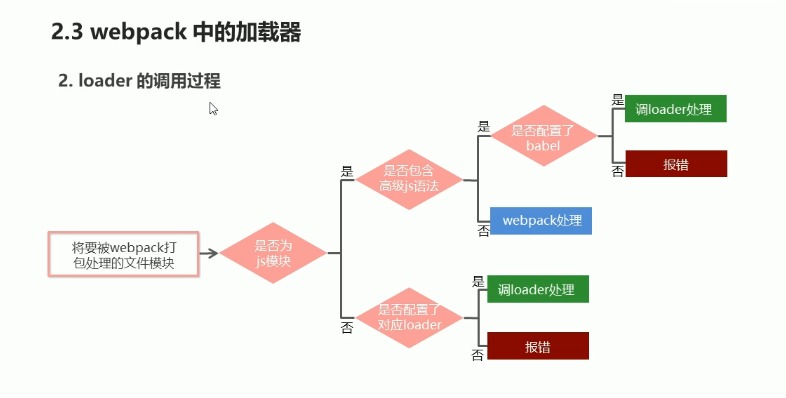 2.3 webpack 中的加载器
2. loader 的调用过程
将要被webpack打
包处理的文件模块
是否为
js模块
是
是否包含
高级js语法
是
是否配置了
babel
是
调loader处理
否
报错
否
webpack处理
否
是否配置了
对应loader
是
调loader处理
否
报错